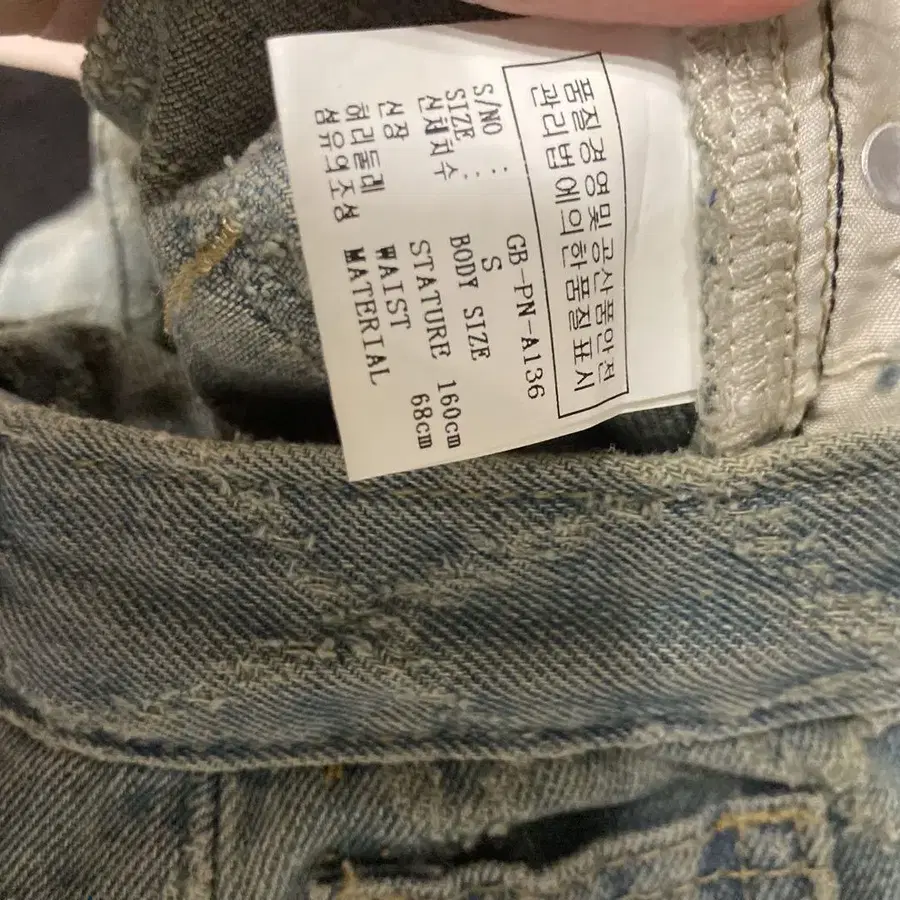 품질경영및공산품안전
관리법에의한품질표시
S/NO : GB-PN-A136
SIZE : S
신체치수 BODY SIZE
신장 STATURE 160cm
허리둘레 WAIST 68cm
섬유의조성 MATERIAL